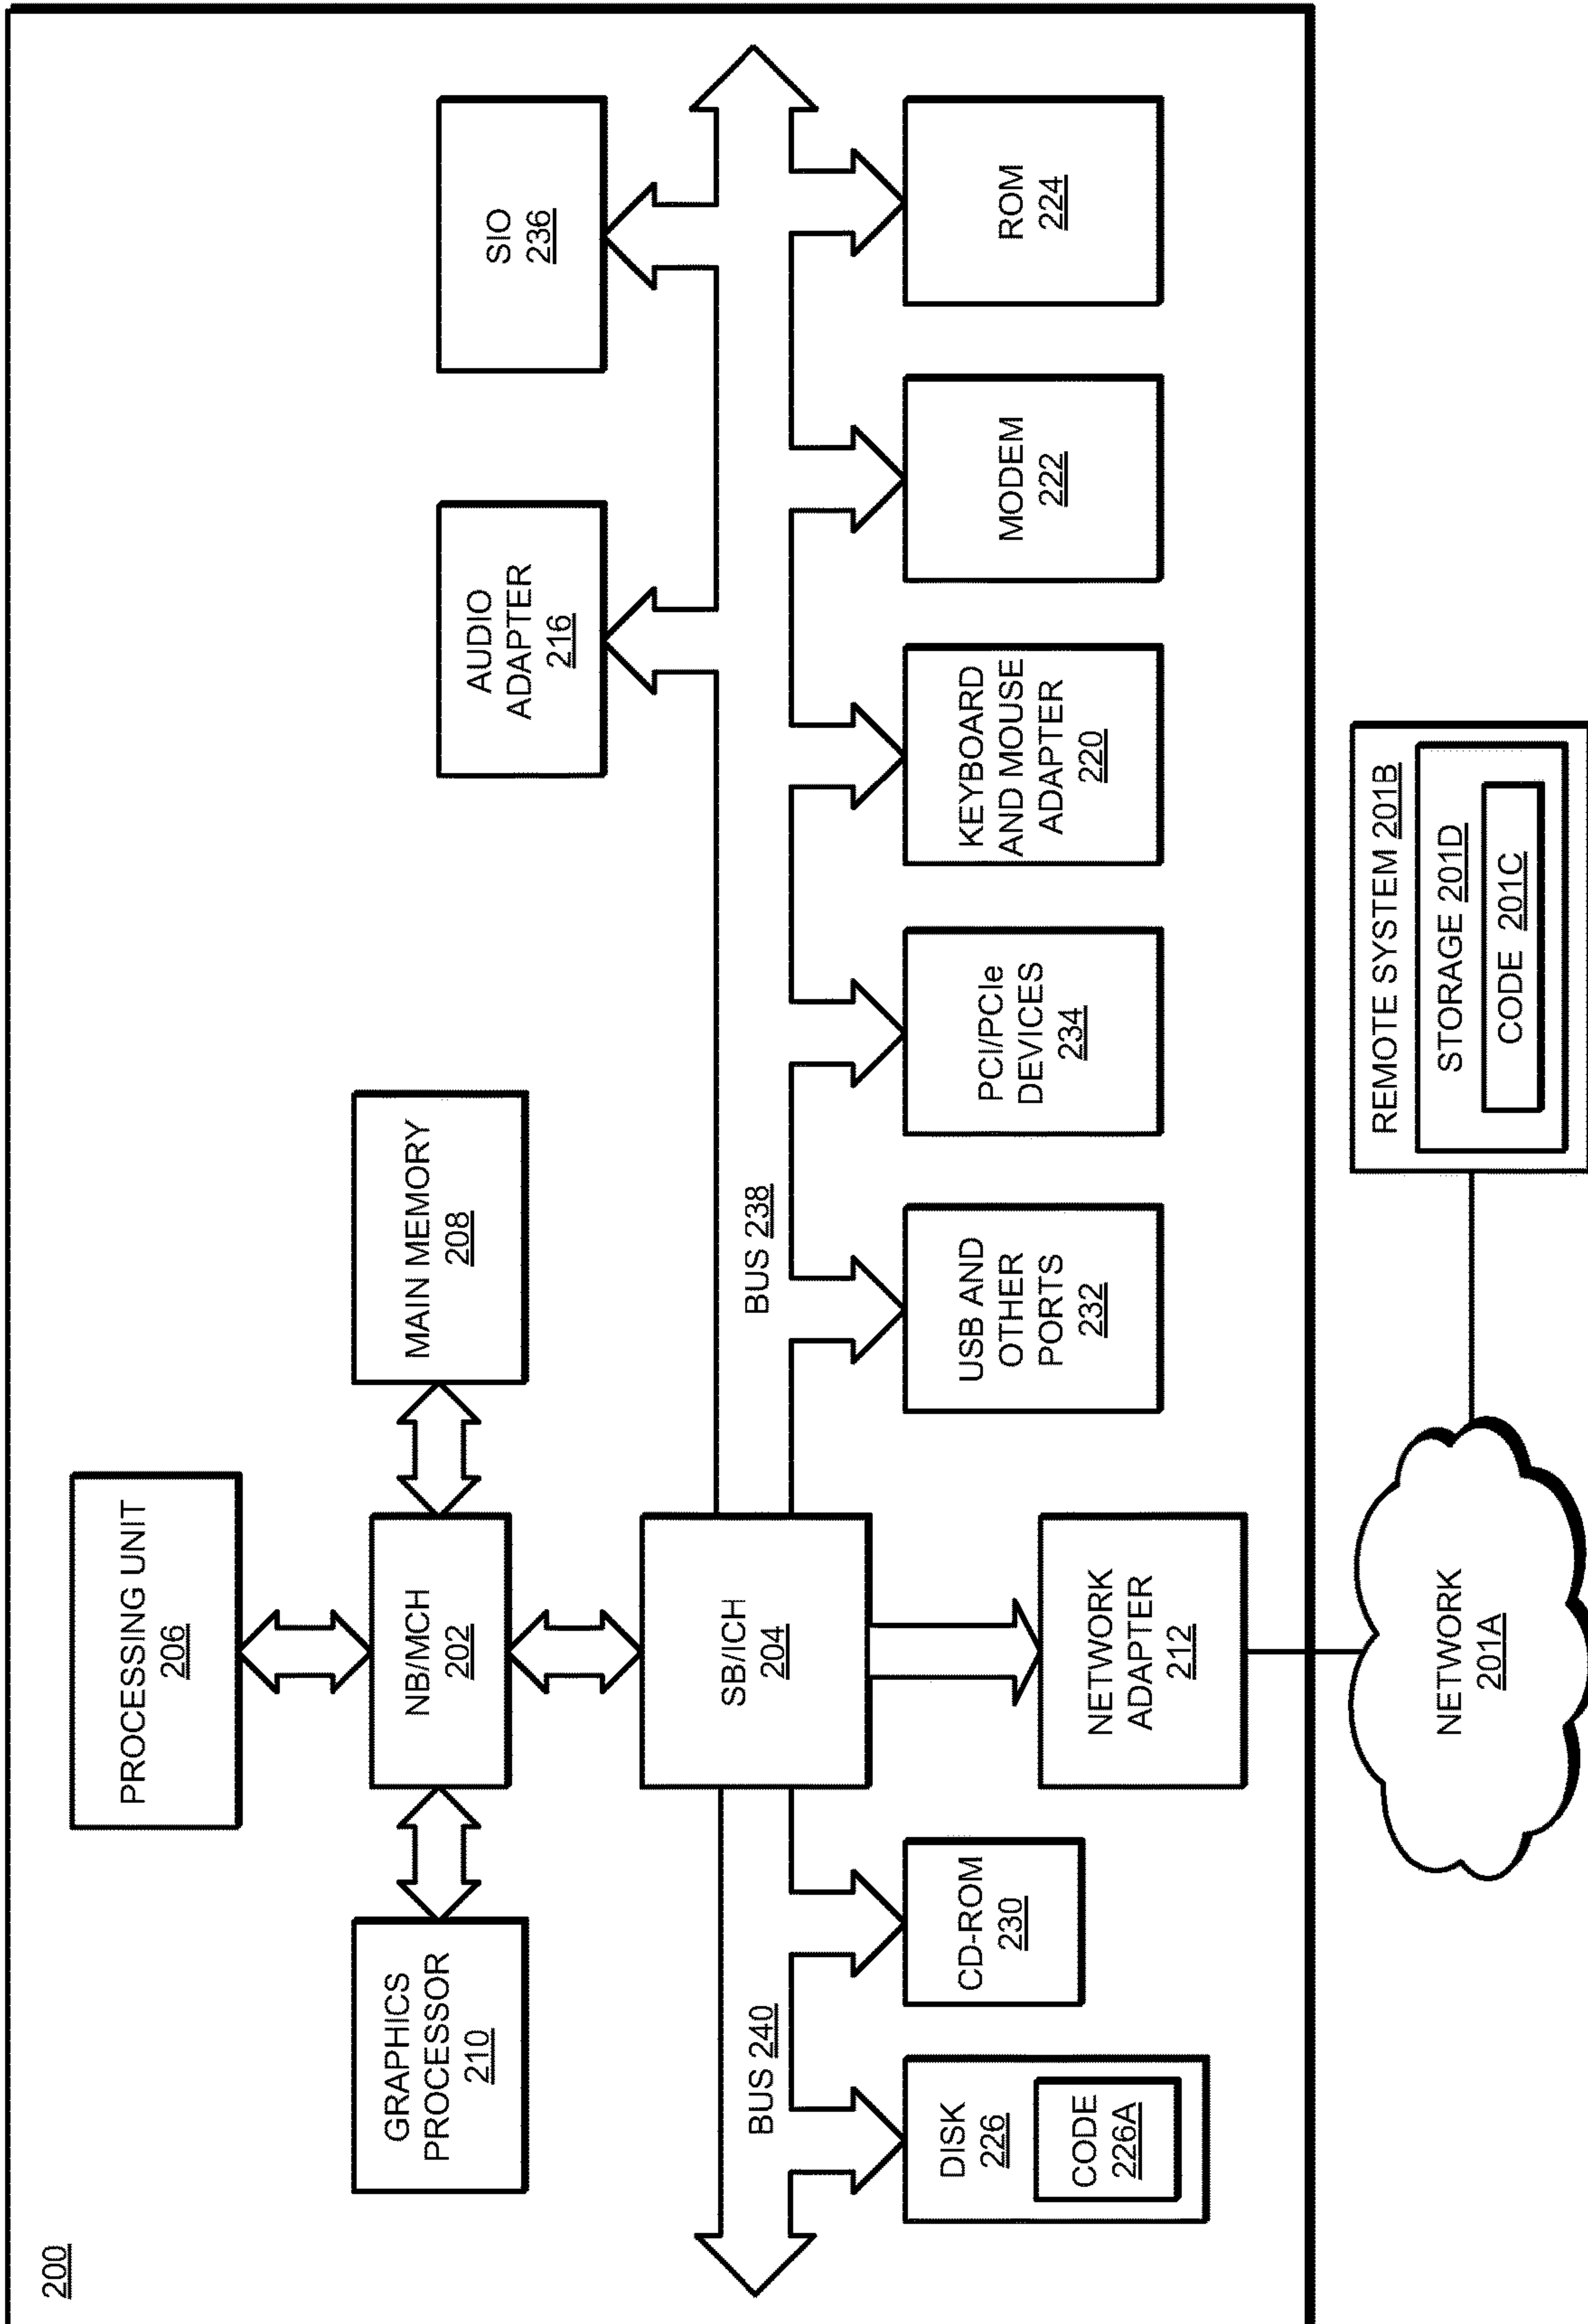 200
PROCESSING UNIT
206
GRAPHICS
PROCESSOR
210
NB/MCH
202
MAIN MEMORY
208
AUDIO
ADAPTER
216
SIO
236
SB/ICH
204
BUS 240
BUS 238
DISK
226
CODE
226A
CD-ROM
230
NETWORK
ADAPTER
212
USB AND
OTHER
PORTS
232
PCI/PCIe
DEVICES
234
KEYBOARD
AND MOUSE
ADAPTER
220
MODEM
222
ROM
224
NETWORK
201A
REMOTE SYSTEM 201B
STORAGE 201D
CODE 201C